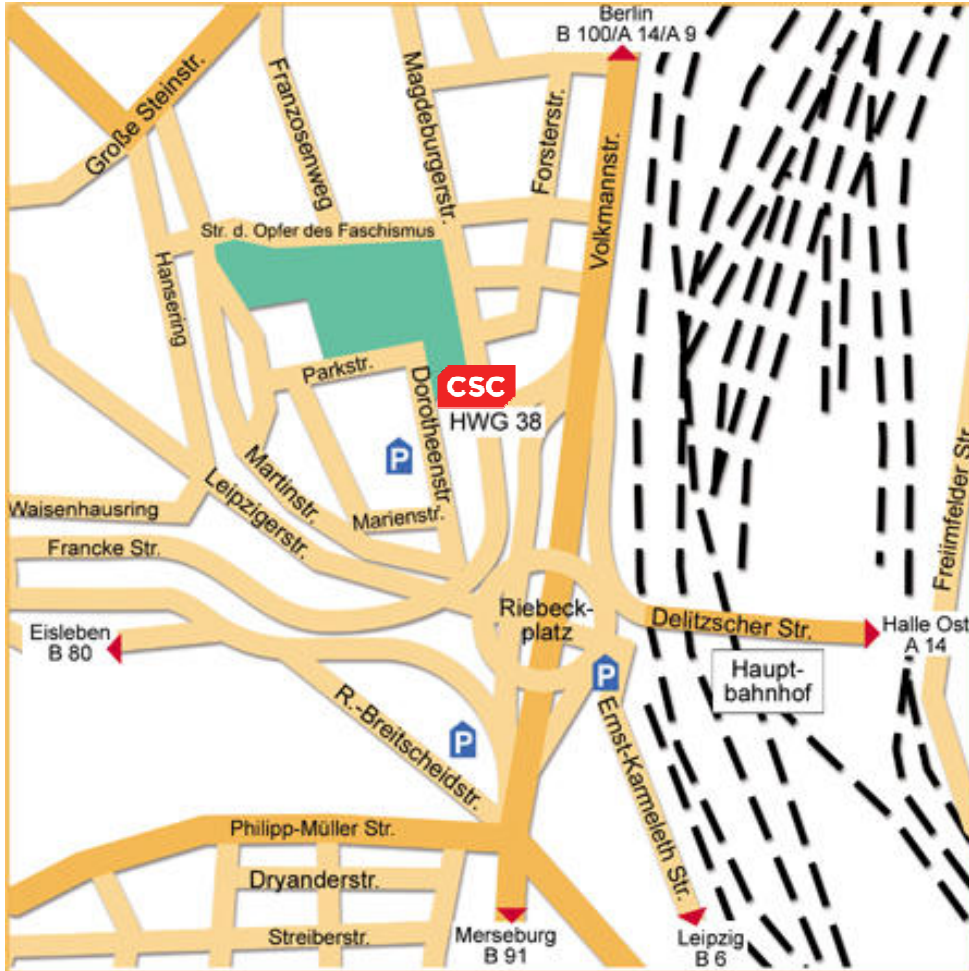 Berlin
B 100/A 14/A 9
Große Steinstr.
Franzosenweg
Magdeburgerstr.
Forsterstr.
Volkmannstr.
Str. d. Opfer des Faschismus
Hansering
Parkstr.
Dorotheenstr.
CSC
HWG 38
P
Martinstr.
Leipzigerstr.
Marienstr.
Waisenhausring
Francke Str.
Freiimfelder Str.
Riebeck-
platz
Delitzscher Str.
Halle Ost
A 14
Eisleben
B 80
Haupt-
bahnhof
P
R.-Breitscheidstr.
P
Ernst-Karmeleth Str.
Philipp-Müller Str.
Dryanderstr.
Streiberstr.
Merseburg
B 91
Leipzig
B 6